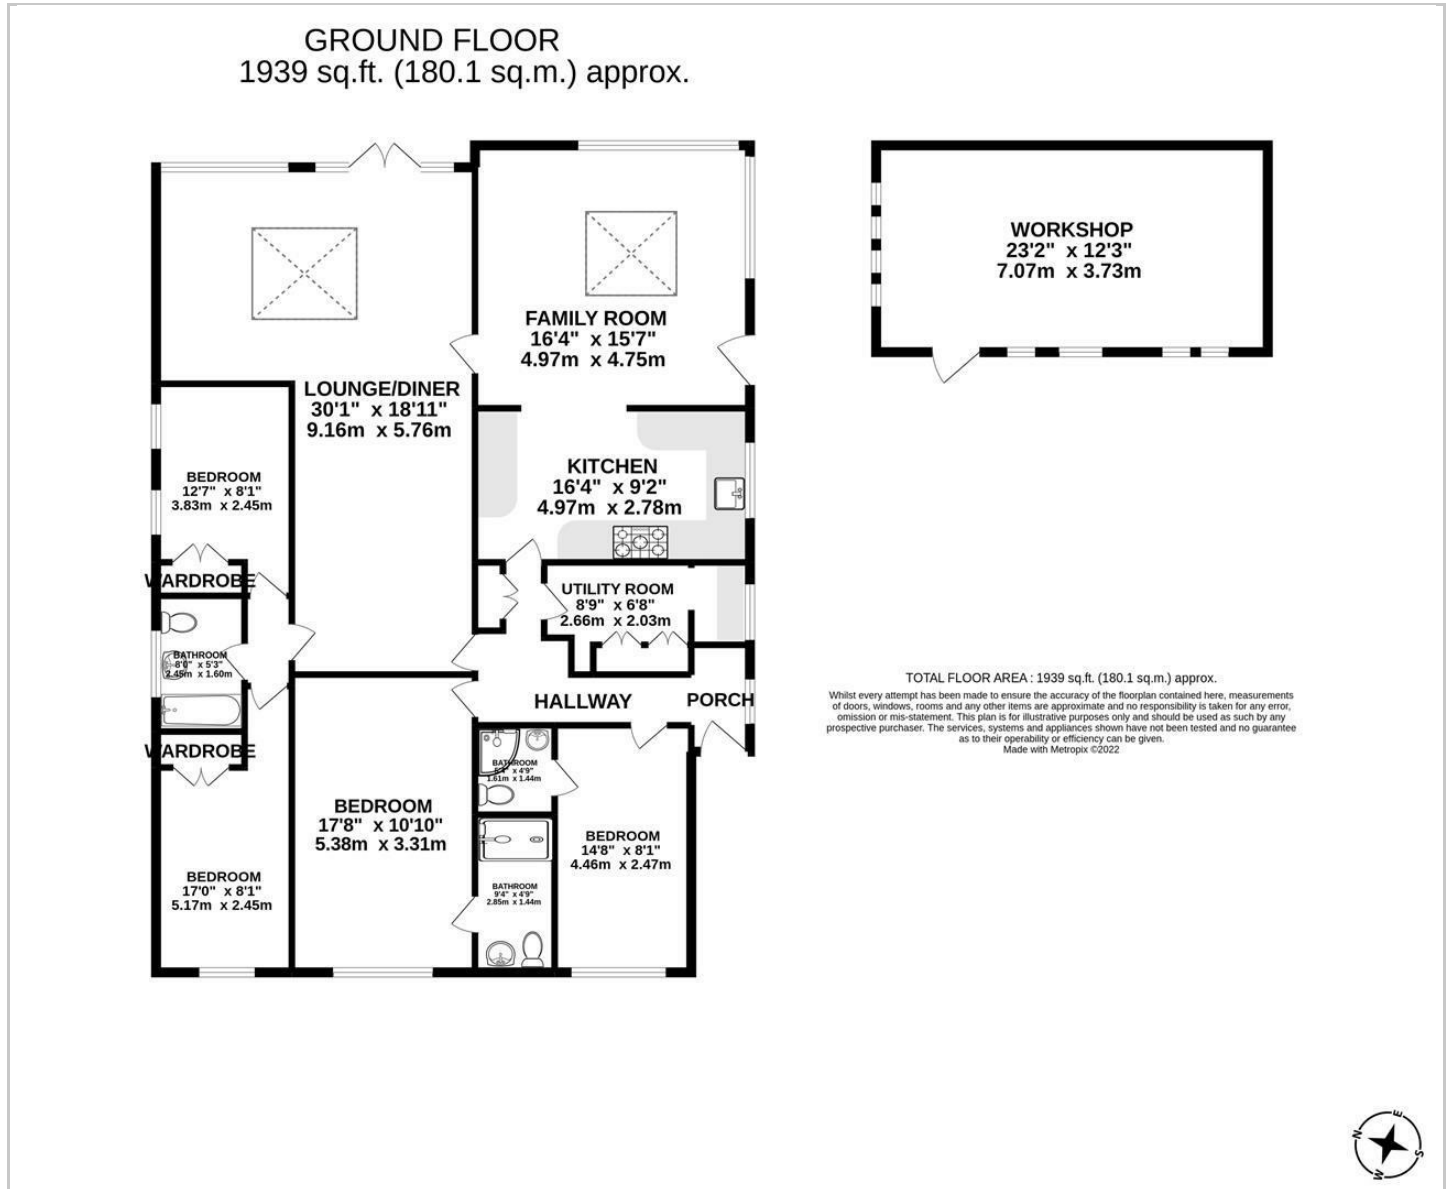 GROUND FLOOR
1939 sq.ft. (180.1 sq.m.) approx.
WORKSHOP
23'2" x 12'3"
7.07m x 3.73m
FAMILY ROOM
16'4" x 15'7"
4.97m x 4.75m
LOUNGE/DINER
30'1" x 18'11"
9.16m x 5.76m
BEDROOM
12'7" x 8'1"
3.83m x 2.45m
KITCHEN
16'4" x 9'2"
4.97m x 2.78m
WARDROBE
UTILITY ROOM
8'9" x 6'8"
2.66m x 2.03m
BATHROOM
8'0" x 5'3"
2.45m x 1.60m
HALLWAY
PORCH
WARDROBE
BATHROOM
x 4'9"
1.61m x 1.44m
BEDROOM
17'8" x 10'10"
5.38m x 3.31m
BEDROOM
14'8" x 8'1"
4.46m x 2.47m
BEDROOM
17'0" x 8'1"
5.17m x 2.45m
BATHROOM
9'4" x 4'9"
2.85m x 1.44m
TOTAL FLOOR AREA : 1939 sq.ft. (180.1 sq.m.) approx.
Whilst every attempt has been made to ensure the accuracy of the floorplan contained here, measurements
of doors, windows, rooms and any other items are approximate and no responsibility is taken for any error,
omission or mis-statement. This plan is for illustrative purposes only and should be used as such by any
prospective purchaser. The services, systems and appliances shown have not been tested and no guarantee
as to their operability or efficiency can be given.
Made with Metropix ©2022
N
E
S
W